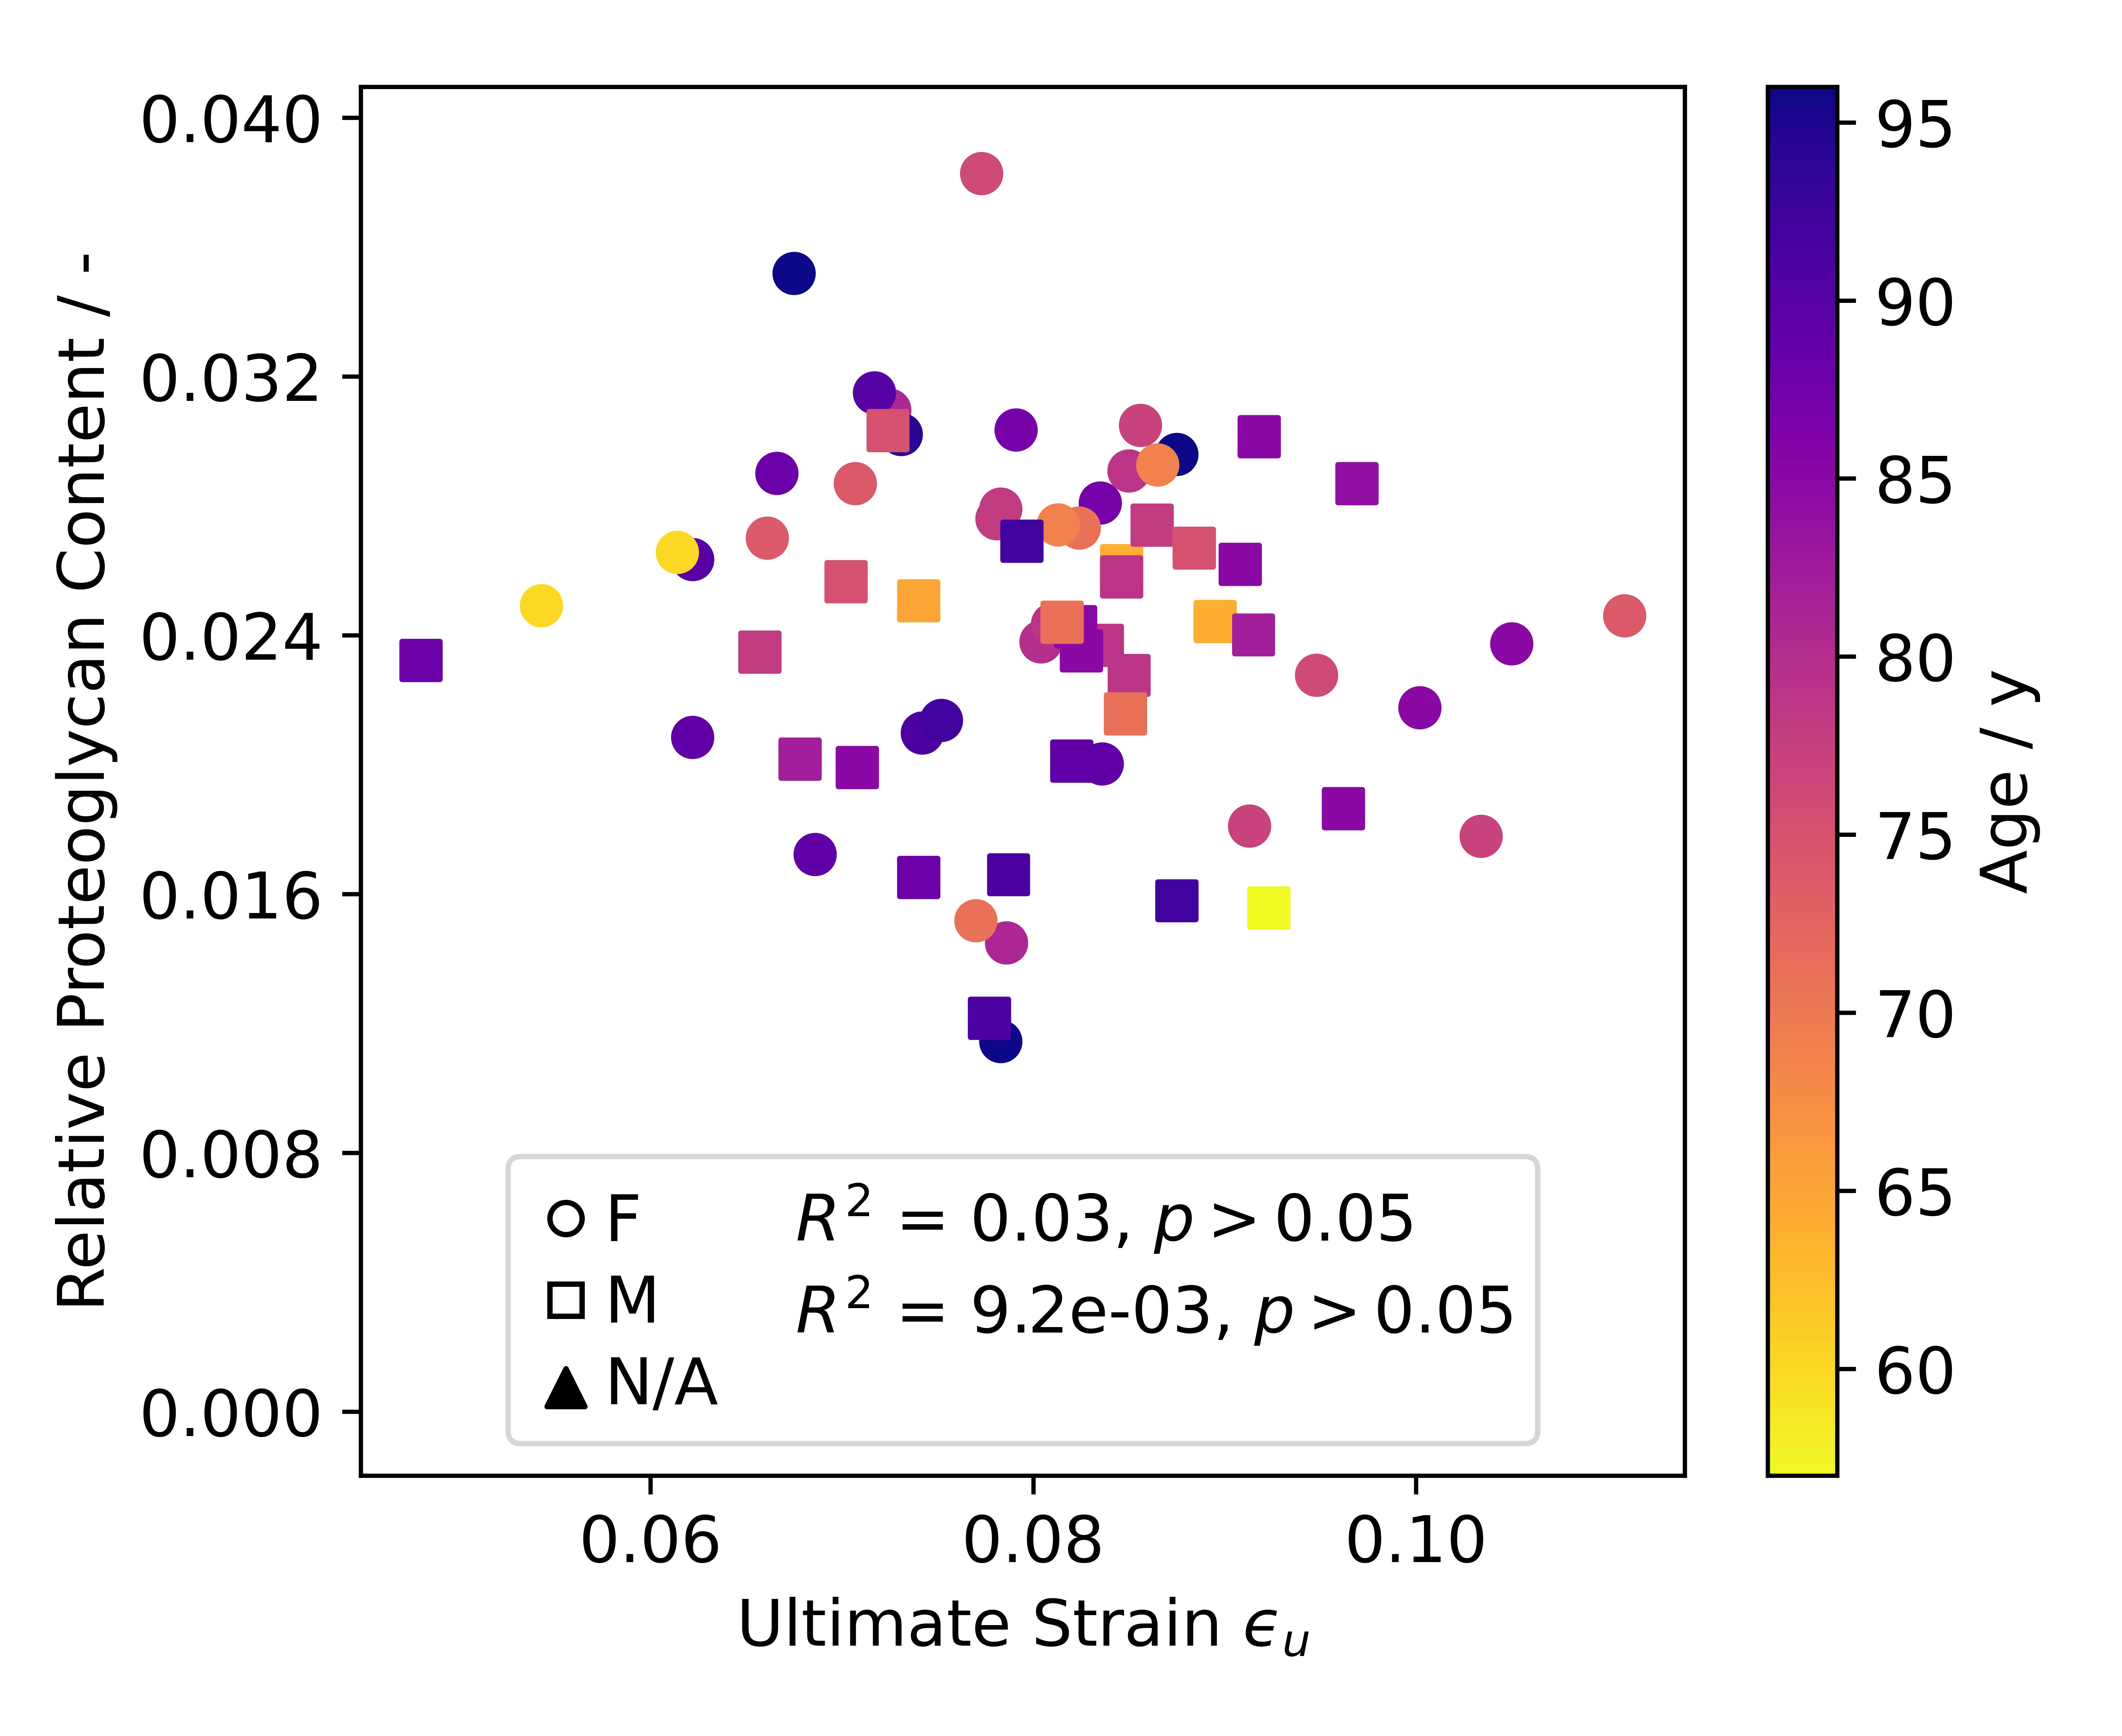 0.040
0.032
0.024
0.016
0.008
0.000
Relative Proteoglycan Content / -
0.06
0.08
0.10
Ultimate Strain ϵ_u
F R² = 0.03, p > 0.05
M R² = 9.2e-03, p > 0.05
N/A
95
90
85
80
75
70
65
60
Age / y